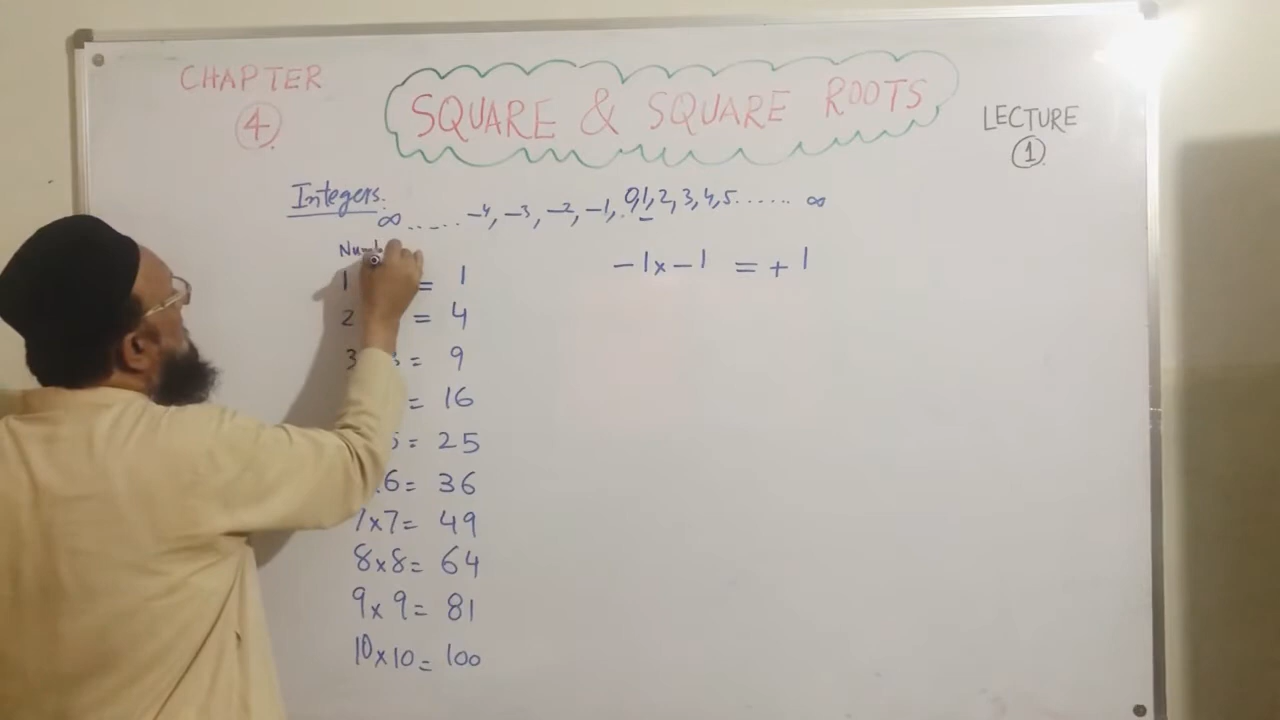 CHAPTER
4.
SQUARE & SQUARE ROOTS
LECTURE
1
Integers.
∞ ...... -4, -3, -2, -1, 0, 1, 2, 3, 4, 5...... ∞
-1x-1 = +1
1 = 1
2 = 4
3 = 9
= 16
= 25
6= 36
7x7= 49
8x8= 64
9x9= 81
10x10= 100